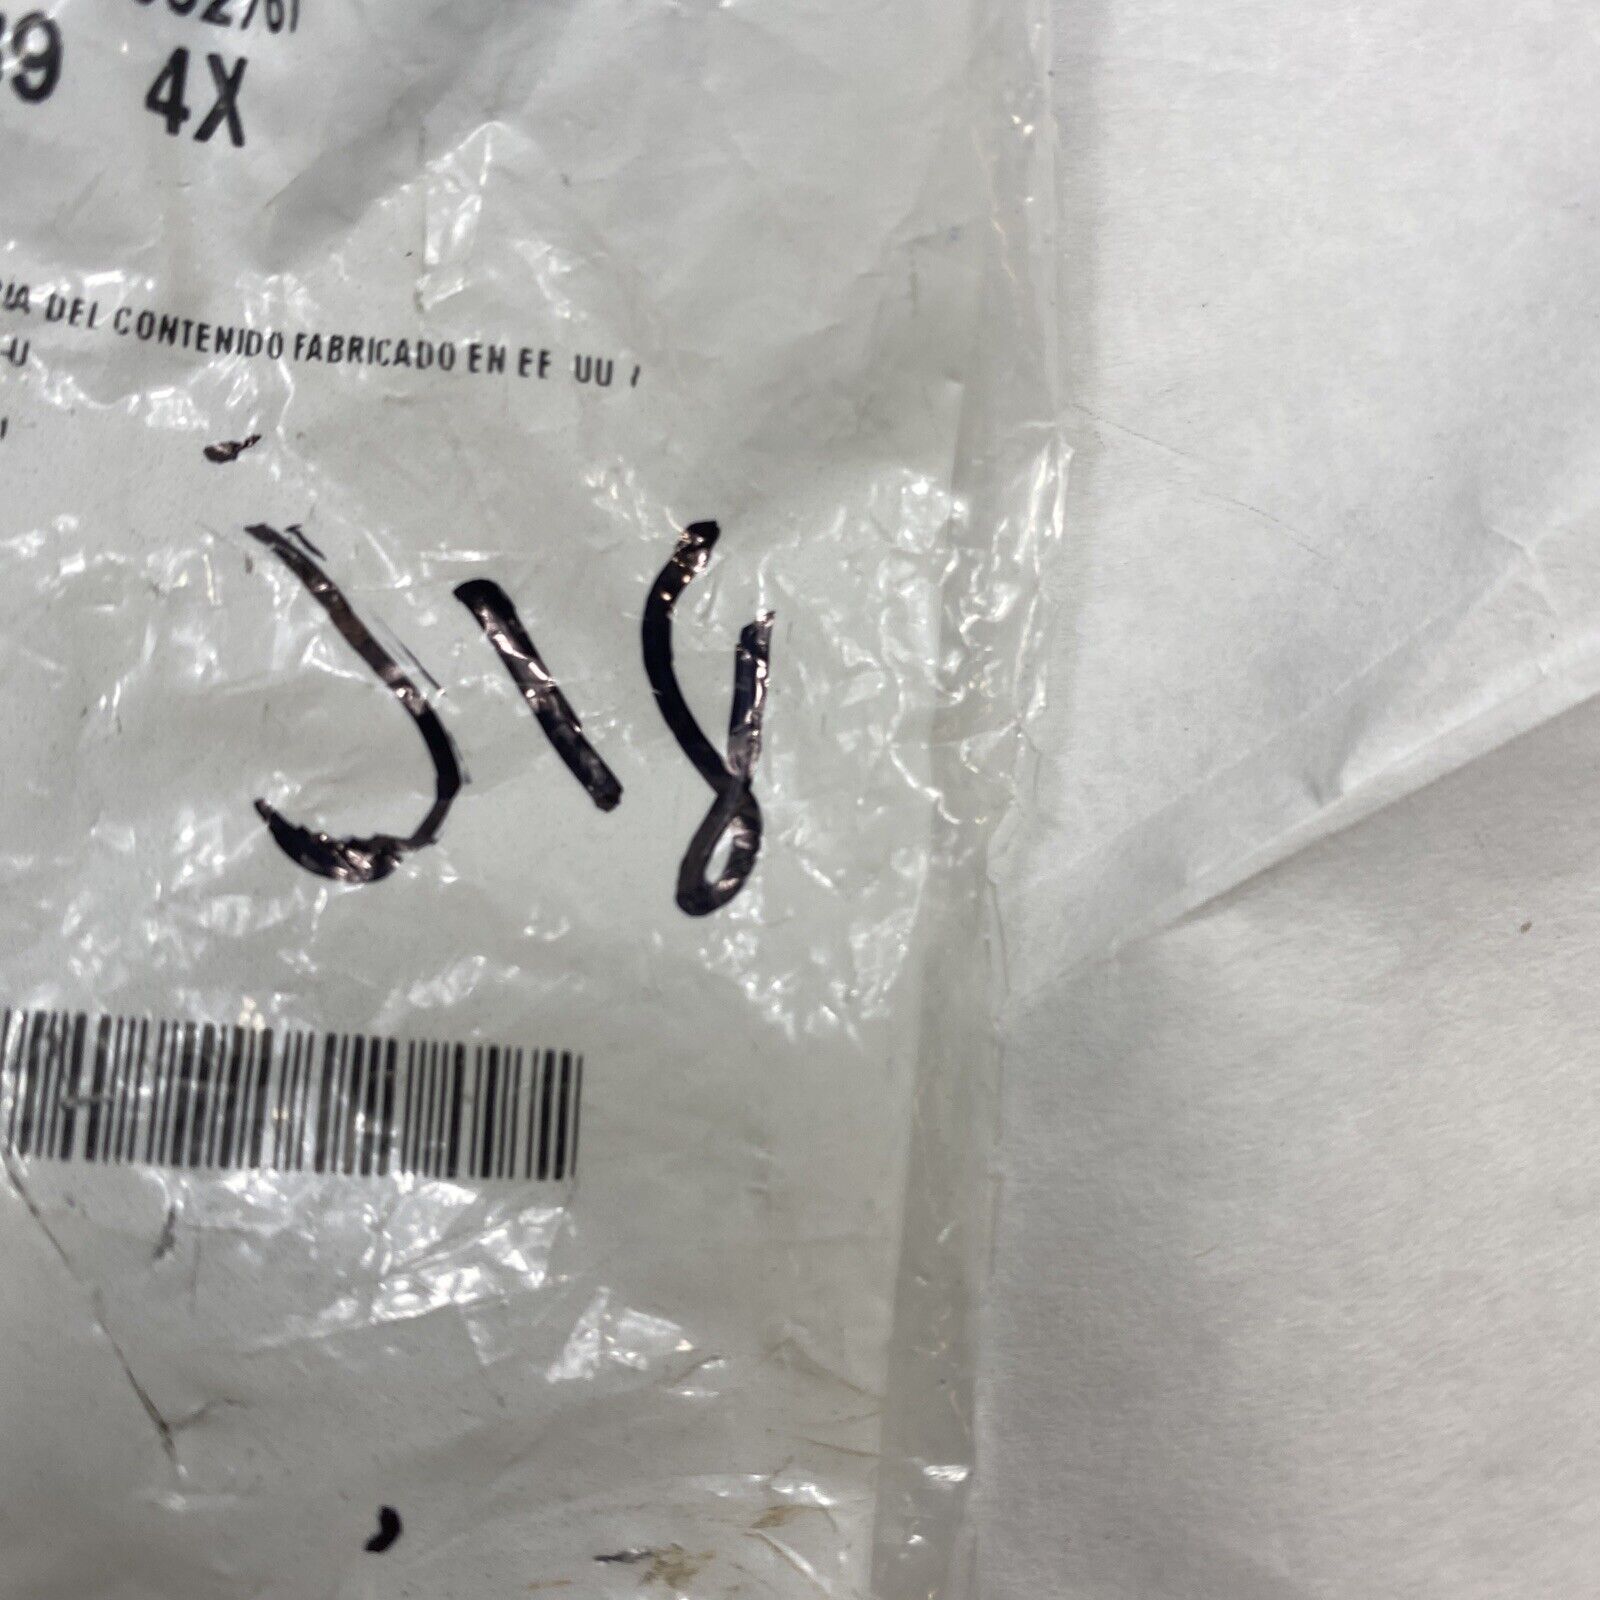 4X
DEL CONTENIDO FABRICADO EN EE UU
J18